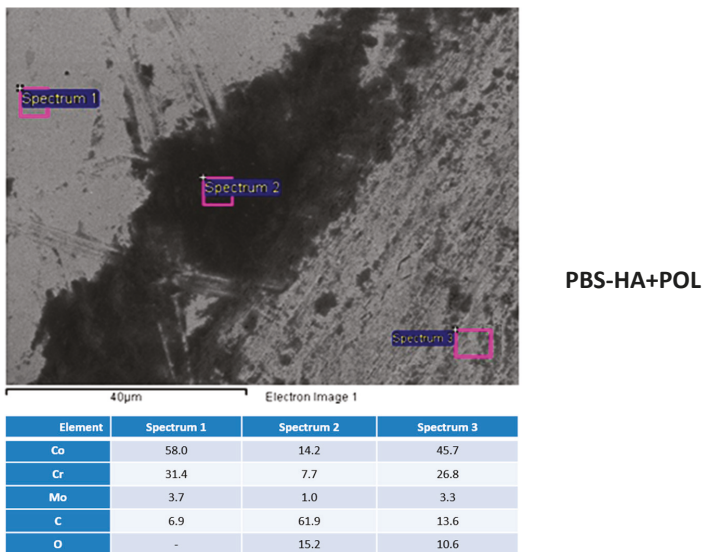 Spectrum 1
Spectrum 2
Spectrum 3
PBS-HA+POL
40µm Electron Image 1
Element Spectrum 1 Spectrum 2 Spectrum 3
Co 58.0 14.2 45.7
Cr 31.4 7.7 26.8
Mo 3.7 1.0 3.3
C 6.9 61.9 13.6
O - 15.2 10.6